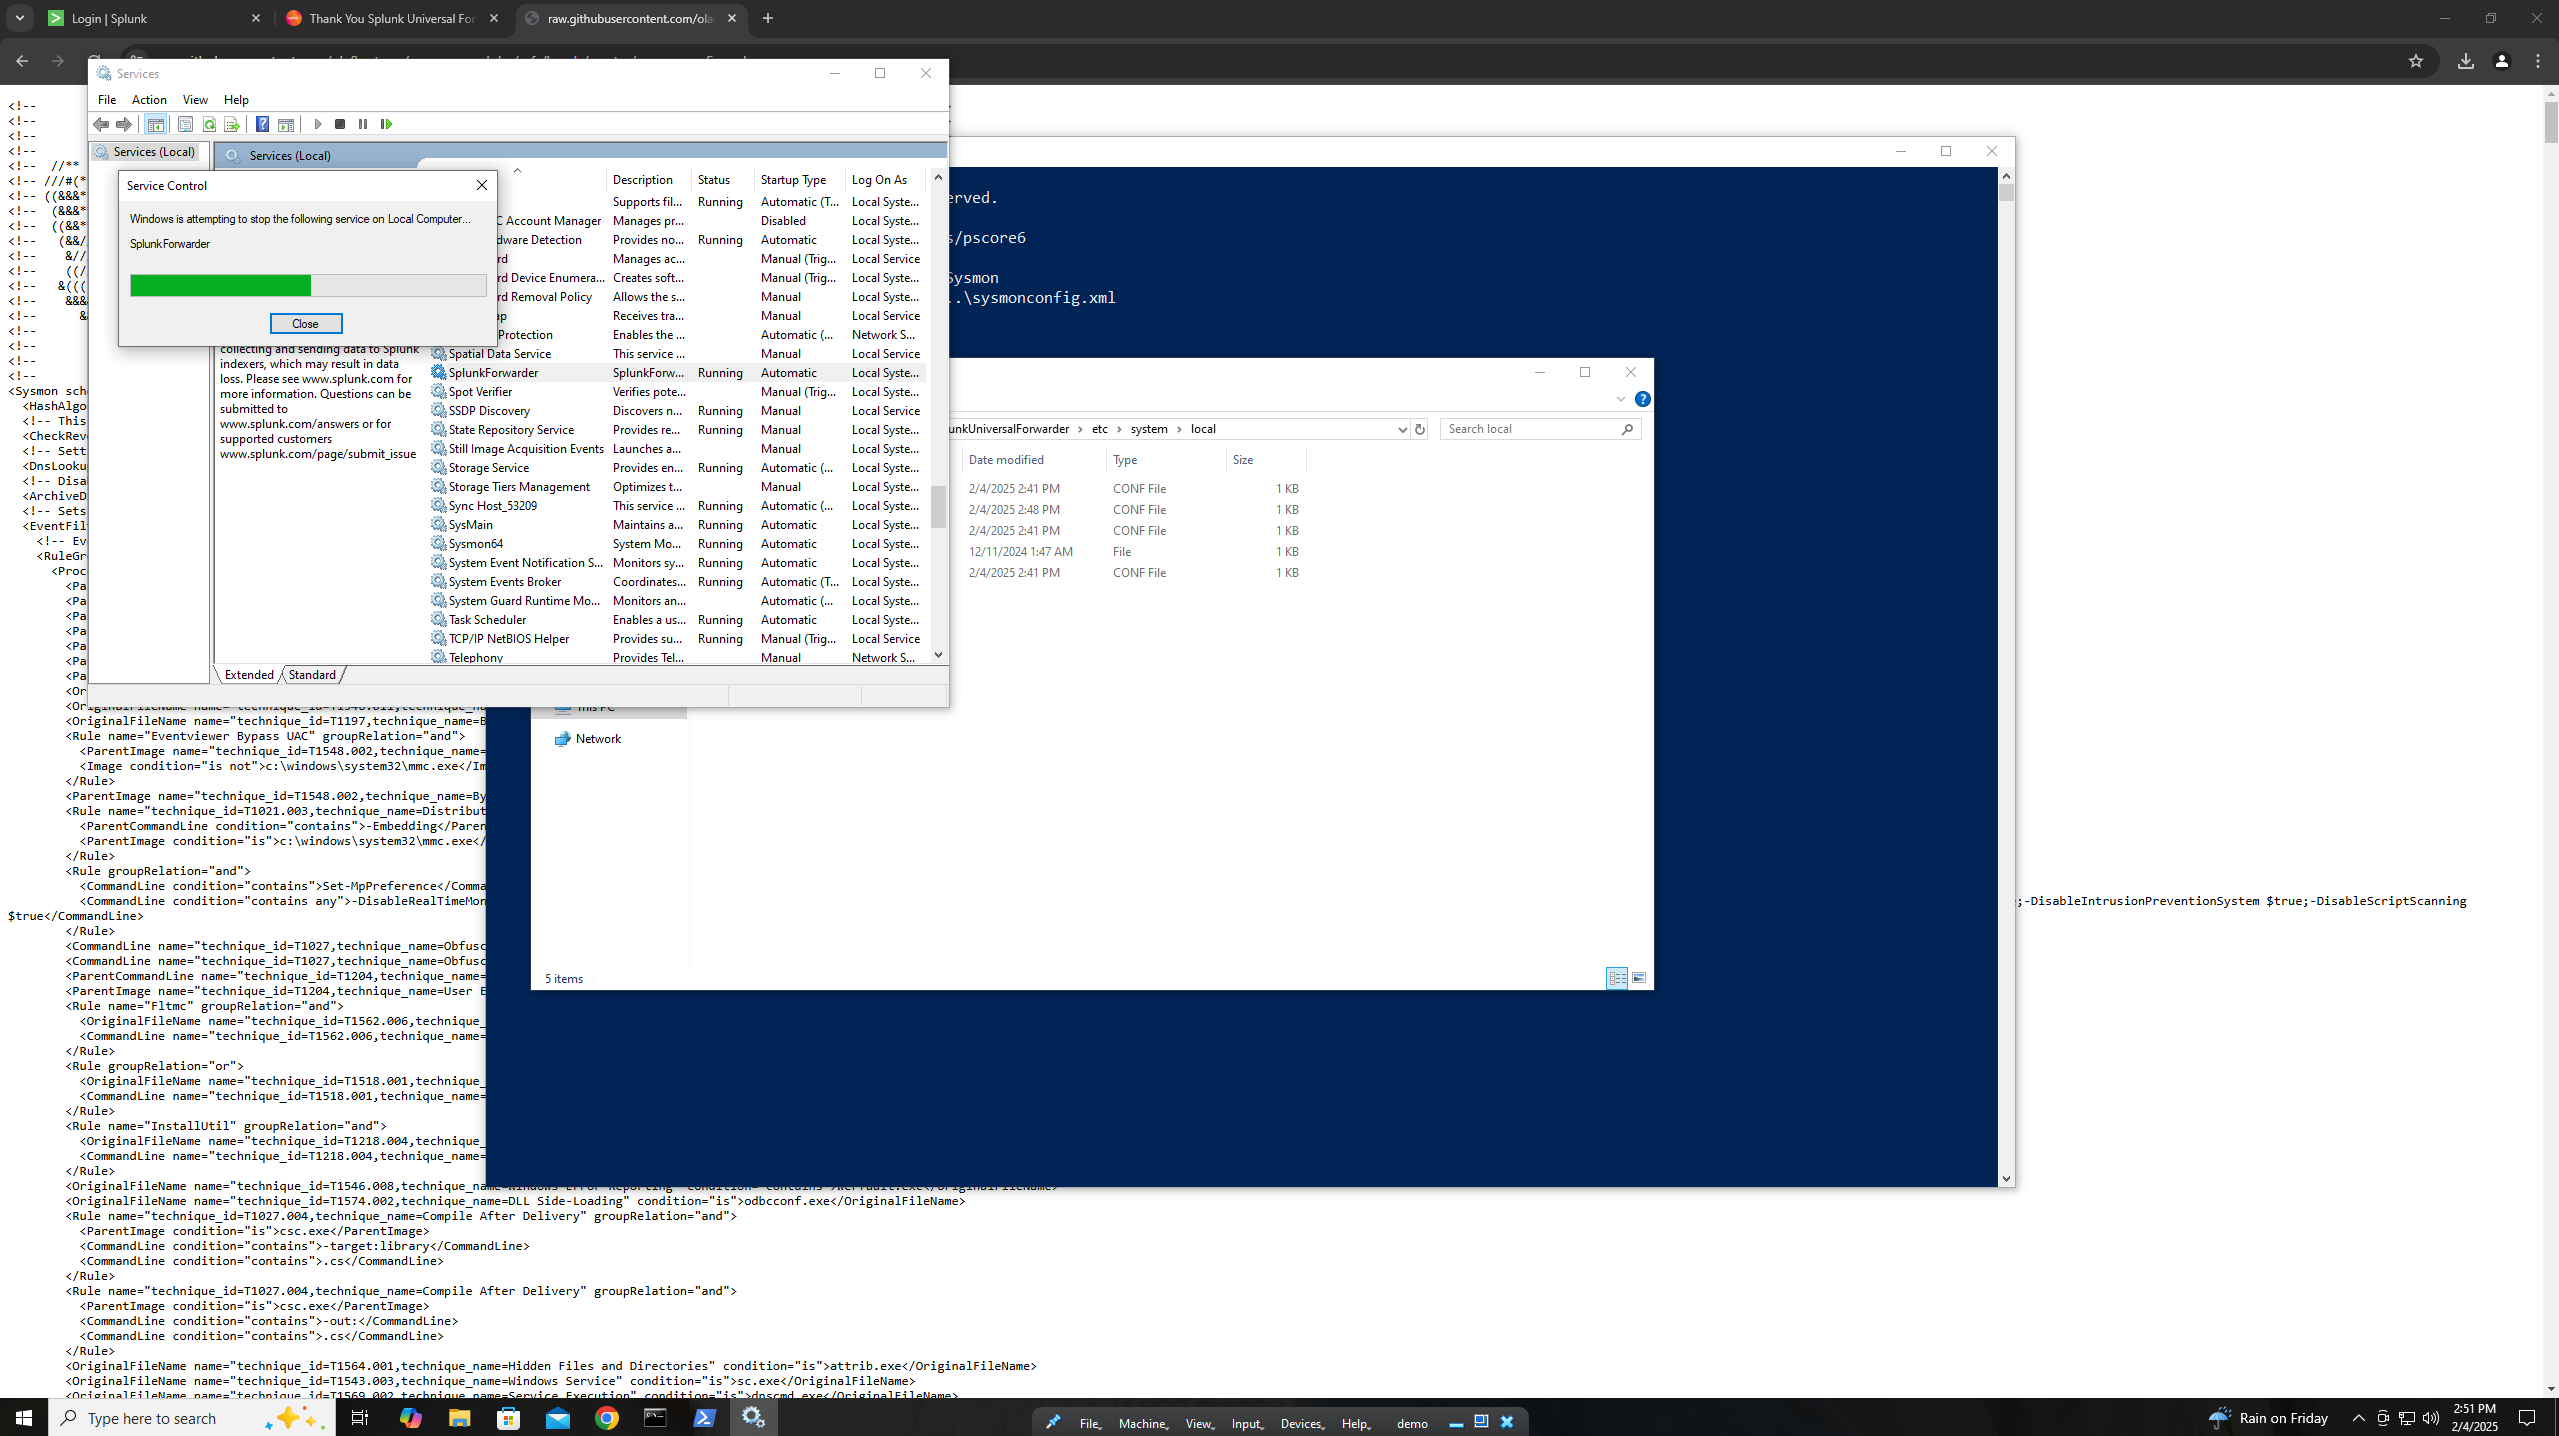 Login | Splunk
Thank You Splunk Universal For
raw.githubusercontent.com/ola
Services
File Action View Help
Services (Local)
Services (Local)
Service Control
Windows is attempting to stop the following service on Local Computer...
SplunkForwarder
Close
collecting and sending data to Splunk
indexers, which may result in data
loss. Please see www.splunk.com for
more information. Questions can be
submitted to
www.splunk.com/answers or for
supported customers
www.splunk.com/page/submit_issue
Description Status Startup Type Log On As
Supports fil... Running Automatic (T... Local Syste...
C Account Manager Manages pr... Disabled Local Syste...
dware Detection Provides no... Running Automatic Local Syste...
rd Manages ac... Manual (Trig... Local Service
rd Device Enumera... Creates soft... Manual (Trig... Local Syste...
rd Removal Policy Allows the s... Manual Local Syste...
ap Receives tra... Manual Local Service
Protection Enables the ... Automatic (... Network S...
Spatial Data Service This service ... Manual Local Service
SplunkForwarder SplunkForw... Running Automatic Local Syste...
Spot Verifier Verifies pote... Manual (Trig... Local Syste...
SSDP Discovery Discovers n... Running Manual Local Service
State Repository Service Provides re... Running Manual Local Syste...
Still Image Acquisition Events Launches a... Manual Local Syste...
Storage Service Provides en... Running Automatic (... Local Syste...
Storage Tiers Management Optimizes t... Manual Local Syste...
Sync Host_53209 This service ... Running Automatic (... Local Syste...
SysMain Maintains a... Running Automatic Local Syste...
Sysmon64 System Mo... Running Automatic Local Syste...
System Event Notification S... Monitors sy... Running Automatic Local Syste...
System Events Broker Coordinates... Running Automatic (T... Local Syste...
System Guard Runtime Mo... Monitors an... Automatic (... Local Syste...
Task Scheduler Enables a us... Running Automatic Local Syste...
TCP/IP NetBIOS Helper Provides su... Running Manual (Trig... Local Service
Telephony Provides Tel... Manual Network S...
Extended Standard
erved.
s/pscore6
Sysmon
..\sysmonconfig.xml
unkUniversalForwarder > etc > system > local
Search local
Date modified Type Size
2/4/2025 2:41 PM CONF File 1 KB
2/4/2025 2:48 PM CONF File 1 KB
2/4/2025 2:41 PM CONF File 1 KB
12/11/2024 1:47 AM File 1 KB
2/4/2025 2:41 PM CONF File 1 KB
This PC
Network
5 items
<!--
<!--
<!--
<!--
<!-- //**
<!-- ///#(*
<!-- ((&&&*
<!-- (&&&*
<!-- ((&&*
<!-- (&&/
<!-- &//
<!-- ((/
<!-- &(((
<!-- &&&
<!-- &
<!--
<!--
<!--
<!--
<Sysmon sch
<HashAlgo
<!-- This
<CheckRev
<!-- Sett
<DnsLooku
<!-- Disa
<ArchiveD
<!-- Sets
<EventFil
<!-- Ev
<RuleGr
<Proc
<Pa
<Pa
<Pa
<Pa
<Pa
<Pa
<Pa
<Or
<OriginalFileName name="technique_id=T1546.011,technique_na
<OriginalFileName name="technique_id=T1197,technique_name=B
<Rule name="Eventviewer Bypass UAC" groupRelation="and">
<ParentImage name="technique_id=T1548.002,technique_name=
<Image condition="is not">c:\windows\system32\mmc.exe</Im
</Rule>
<ParentImage name="technique_id=T1548.002,technique_name=By
<Rule name="technique_id=T1021.003,technique_name=Distribut
<ParentCommandLine condition="contains">-Embedding</Paren
<ParentImage condition="is">c:\windows\system32\mmc.exe</
</Rule>
<Rule groupRelation="and">
<CommandLine condition="contains">Set-MpPreference</Comma
<CommandLine condition="contains any">-DisableRealTimeMon ;-DisableIntrusionPreventionSystem $true;-DisableScriptScanning
$true</CommandLine>
</Rule>
<CommandLine name="technique_id=T1027,technique_name=Obfusc
<CommandLine name="technique_id=T1027,technique_name=Obfusc
<ParentCommandLine name="technique_id=T1204,technique_name=
<ParentImage name="technique_id=T1204,technique_name=User E
<Rule name="Fltmc" groupRelation="and">
<OriginalFileName name="technique_id=T1562.006,technique_
<CommandLine name="technique_id=T1562.006,technique_name=
</Rule>
<Rule groupRelation="or">
<OriginalFileName name="technique_id=T1518.001,technique_
<CommandLine name="technique_id=T1518.001,technique_name=
</Rule>
<Rule name="InstallUtil" groupRelation="and">
<OriginalFileName name="technique_id=T1218.004,technique_
<CommandLine name="technique_id=T1218.004,technique_name=
</Rule>
<OriginalFileName name="technique_id=T1546.008,technique_name=Windows Error Reporting" condition="contains">werfault.exe</OriginalFileName>
<OriginalFileName name="technique_id=T1574.002,technique_name=DLL Side-Loading" condition="is">odbcconf.exe</OriginalFileName>
<Rule name="technique_id=T1027.004,technique_name=Compile After Delivery" groupRelation="and">
<ParentImage condition="is">csc.exe</ParentImage>
<CommandLine condition="contains">-target:library</CommandLine>
<CommandLine condition="contains">.cs</CommandLine>
</Rule>
<Rule name="technique_id=T1027.004,technique_name=Compile After Delivery" groupRelation="and">
<ParentImage condition="is">csc.exe</ParentImage>
<CommandLine condition="contains">-out:</CommandLine>
<CommandLine condition="contains">.cs</CommandLine>
</Rule>
<OriginalFileName name="technique_id=T1564.001,technique_name=Hidden Files and Directories" condition="is">attrib.exe</OriginalFileName>
<OriginalFileName name="technique_id=T1543.003,technique_name=Windows Service" condition="is">sc.exe</OriginalFileName>
<OriginalFileName name="technique_id=T1569.002,technique_name=Service Execution" condition="is">dnscmd.exe</OriginalFileName>
Type here to search
File Machine View Input Devices Help demo
Rain on Friday
2:51 PM
2/4/2025